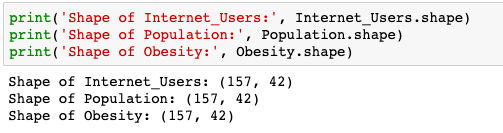 print('Shape of Internet_Users:', Internet_Users.shape)
print('Shape of Population:', Population.shape)
print('Shape of Obesity:', Obesity.shape)
Shape of Internet_Users: (157, 42)
Shape of Population: (157, 42)
Shape of Obesity: (157, 42)